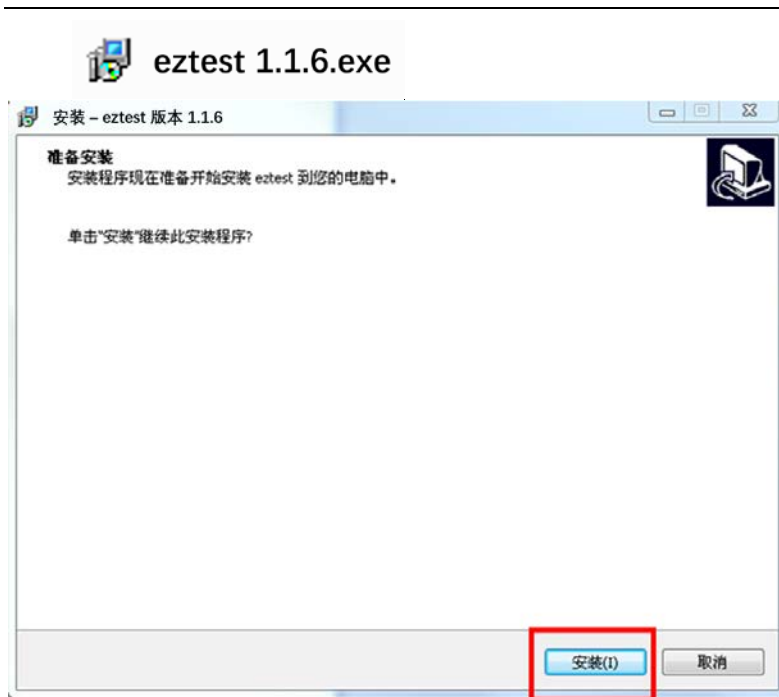 eztest 1.1.6.exe
安装 – eztest 版本 1.1.6
准备安装
安装程序现在准备开始安装 eztest 到您的电脑中。
单击"安装"继续此安装程序?
安装(I) 取消